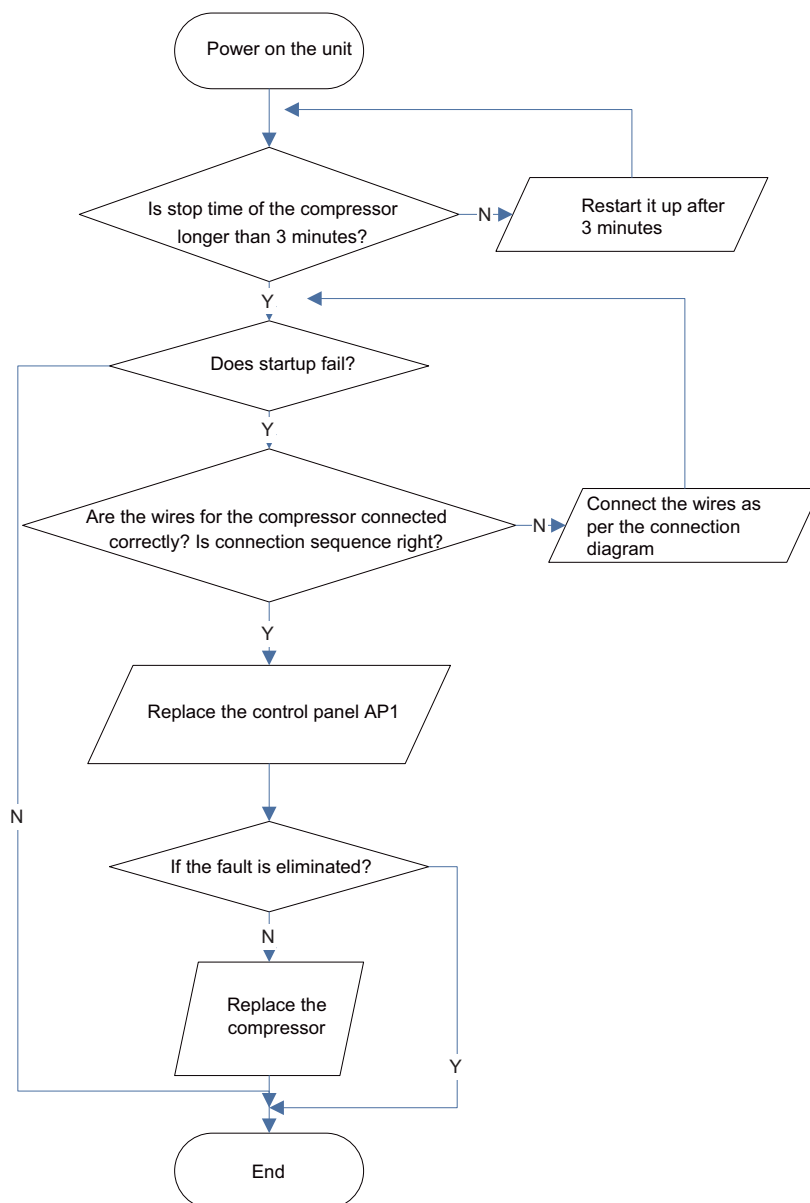 Power on the unit
Is stop time of the compressor
longer than 3 minutes?
N
Restart it up after
3 minutes
Y
Does startup fail?
Y
Are the wires for the compressor connected
correctly? Is connection sequence right?
N
Connect the wires as
per the connection
diagram
Y
Replace the control panel AP1
N
If the fault is eliminated?
N
Replace the
compressor
Y
End